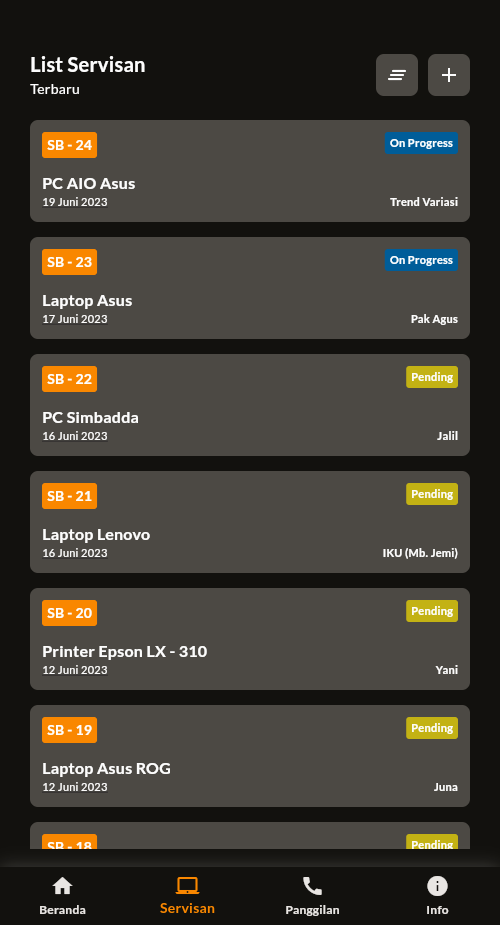 List Servisan
Terbaru
SB - 24
On Progress
PC AIO Asus
19 Juni 2023
Trend Variasi
SB - 23
On Progress
Laptop Asus
17 Juni 2023
Pak Agus
SB - 22
Pending
PC Simbadda
16 Juni 2023
Jalil
SB - 21
Pending
Laptop Lenovo
16 Juni 2023
IKU (Mb. Jemi)
SB - 20
Pending
Printer Epson LX - 310
12 Juni 2023
Yani
SB - 19
Pending
Laptop Asus ROG
12 Juni 2023
Juna
SB - 18
Pending
Beranda
Servisan
Panggilan
Info